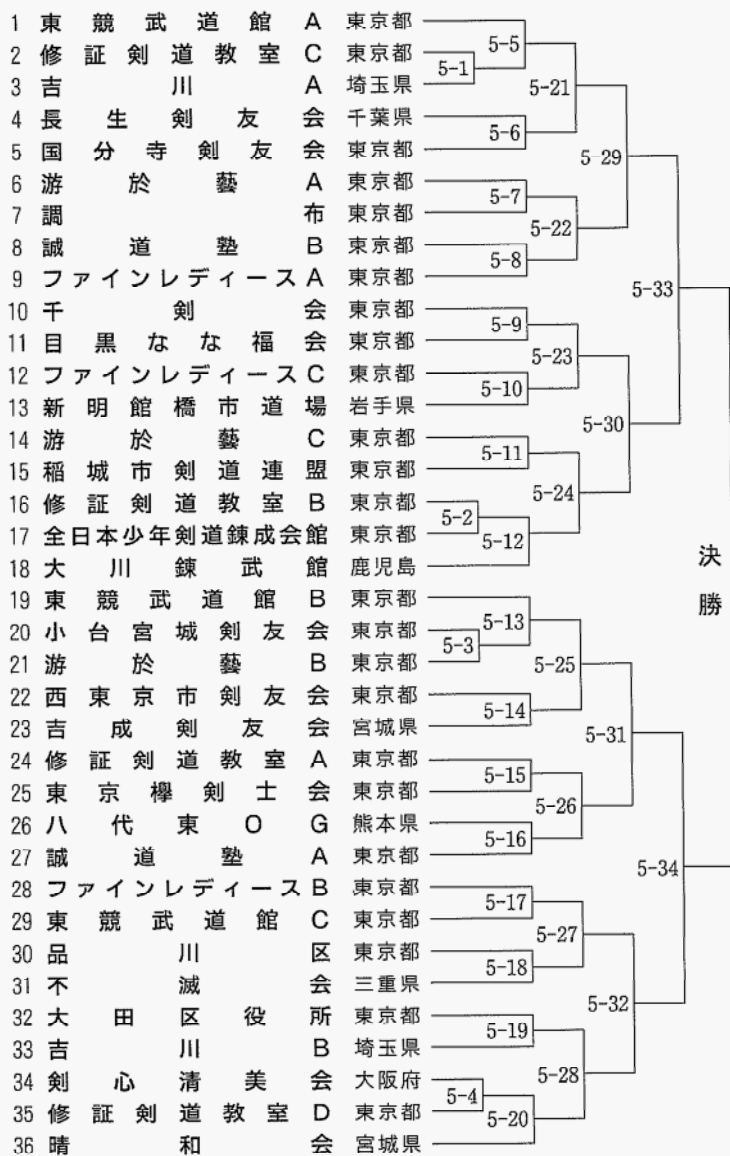 1 東競武道館A 東京都
2 修証剣道教室C 東京都
3 吉川A 埼玉県
4 長生剣友会 千葉県
5 国分寺剣友会 東京都
6 游於藝A 東京都
7 調布 東京都
8 誠道塾B 東京都
9 ファインレディースA 東京都
10 千剣会 東京都
11 目黒なな福会 東京都
12 ファインレディースC 東京都
13 新明館橋市道場 岩手県
14 游於藝C 東京都
15 稲城市剣道連盟 東京都
16 修証剣道教室B 東京都
17 全日本少年剣道錬成会館 東京都
18 大川錬武館 鹿児島
19 東競武道館B 東京都
20 小台宮城剣友会 東京都
21 游於藝B 東京都
22 西東京市剣友会 東京都
23 吉成剣友会 宮城県
24 修証剣道教室A 東京都
25 東京欅剣士会 東京都
26 八代東OG 熊本県
27 誠道塾A 東京都
28 ファインレディースB 東京都
29 東競武道館C 東京都
30 品川区 東京都
31 不滅会 三重県
32 大田区役所 東京都
33 吉川B 埼玉県
34 剣心清美会 大阪府
35 修証剣道教室D 東京都
36 晴和会 宮城県
5-1
5-2
5-3
5-4
5-5
5-6
5-7
5-8
5-9
5-10
5-11
5-12
5-13
5-14
5-15
5-16
5-17
5-18
5-19
5-20
5-21
5-22
5-23
5-24
5-25
5-26
5-27
5-28
5-29
5-30
5-31
5-32
5-33
5-34
決勝